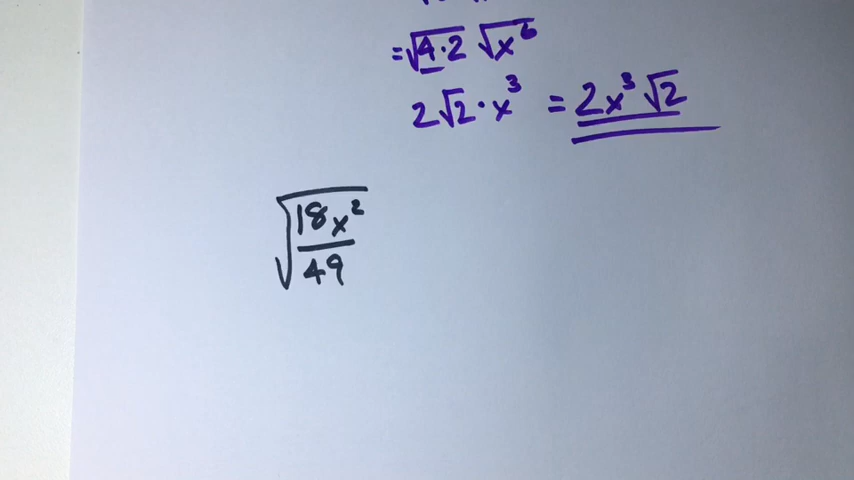 =√4·2 √x⁶
2√2·x³ = 2x³√2
√(18x²/49)